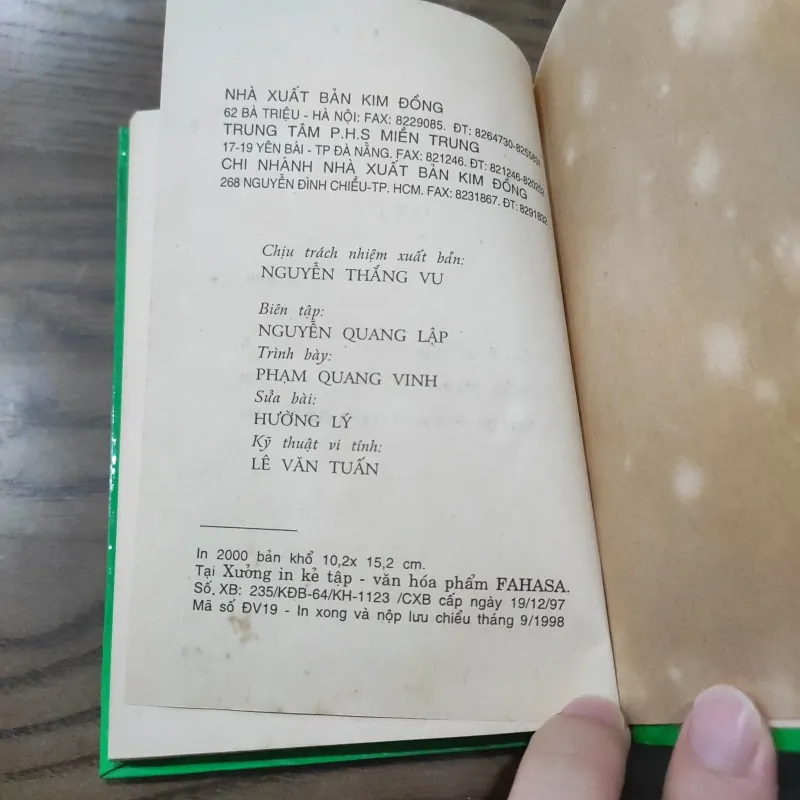 NHÀ XUẤT BẢN KIM ĐỒNG
62 BÀ TRIỆU - HÀ NỘI: FAX: 8229085. ĐT: 8264730-
TRUNG TÂM P.H.S MIỀN TRUNG
17-19 YÊN BÁI - TP ĐÀ NẴNG. FAX: 821246. ĐT: 821246-
CHI NHÁNH NHÀ XUẤT BẢN KIM ĐỒNG
268 NGUYỄN ĐÌNH CHIỂU-TP. HCM. FAX: 8231867. ĐT:
Chịu trách nhiệm xuất bản:
NGUYỄN THẮNG VU
Biên tập:
NGUYỄN QUANG LẬP
Trình bày:
PHẠM QUANG VINH
Sửa bài:
HƯỜNG LÝ
Kỹ thuật vi tính:
LÊ VĂN TUẤN
In 2000 bản khổ 10,2x 15,2 cm.
Tại Xưởng in kẻ tập - văn hóa phẩm FAHASA.
Số, XB: 235/KĐB-64/KH-1123 /CXB cấp ngày 19/12/97
Mã số ĐV19 - In xong và nộp lưu chiểu tháng 9/1998